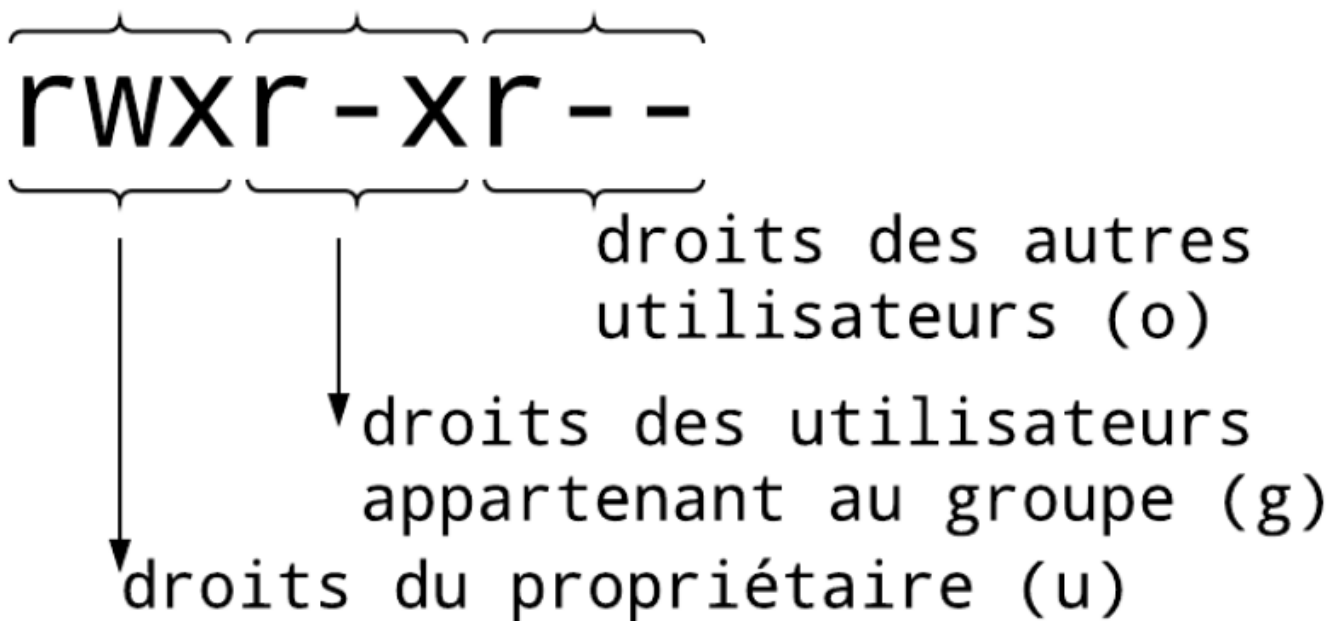 rwxr-xr--
droits des autres
utilisateurs (o)
droits des utilisateurs
appartenant au groupe (g)
droits du propriétaire (u)